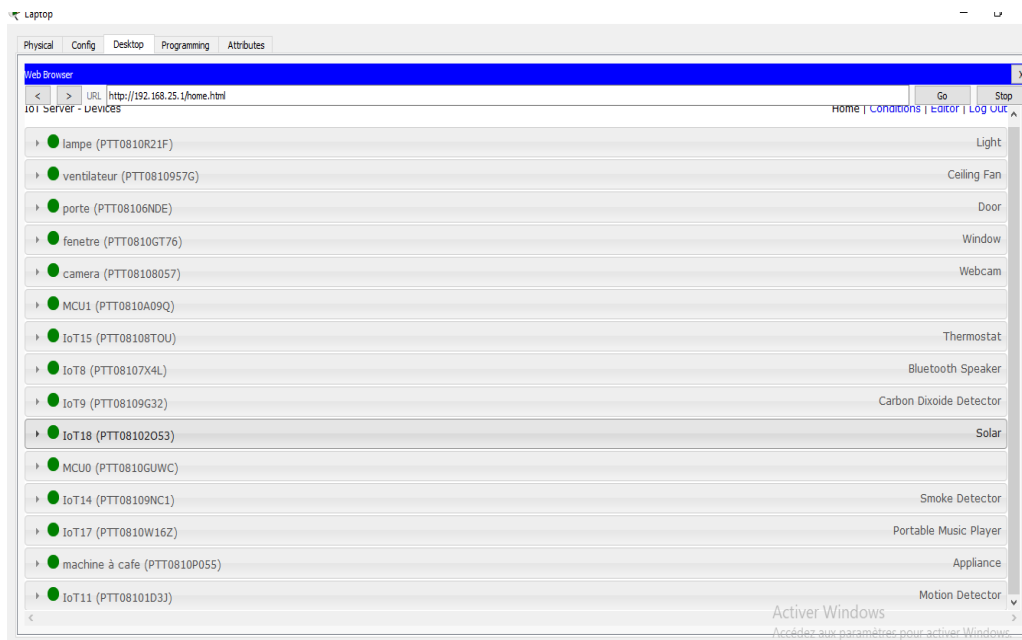 Laptop
Physical Config Desktop Programming Attributes
Web Browser X
< > URL http://192.168.25.1/home.html Go Stop
IoT Server - Devices Home | Conditions | Editor | Log Out
lampe (PTT0810R21F) Light
ventilateur (PTT0810957G) Ceiling Fan
porte (PTT08106NDE) Door
fenetre (PTT0810GT76) Window
camera (PTT08108057) Webcam
MCU1 (PTT0810A09Q)
IoT15 (PTT08108TOU) Thermostat
IoT8 (PTT08107X4L) Bluetooth Speaker
IoT9 (PTT08109G32) Carbon Dixoide Detector
IoT18 (PTT08102O53) Solar
MCU0 (PTT0810GUWC)
IoT14 (PTT08109NC1) Smoke Detector
IoT17 (PTT0810W16Z) Portable Music Player
machine à cafe (PTT0810P055) Appliance
IoT11 (PTT08101D3J) Motion Detector
Activer Windows
Accédez aux paramètres pour activer Windows.